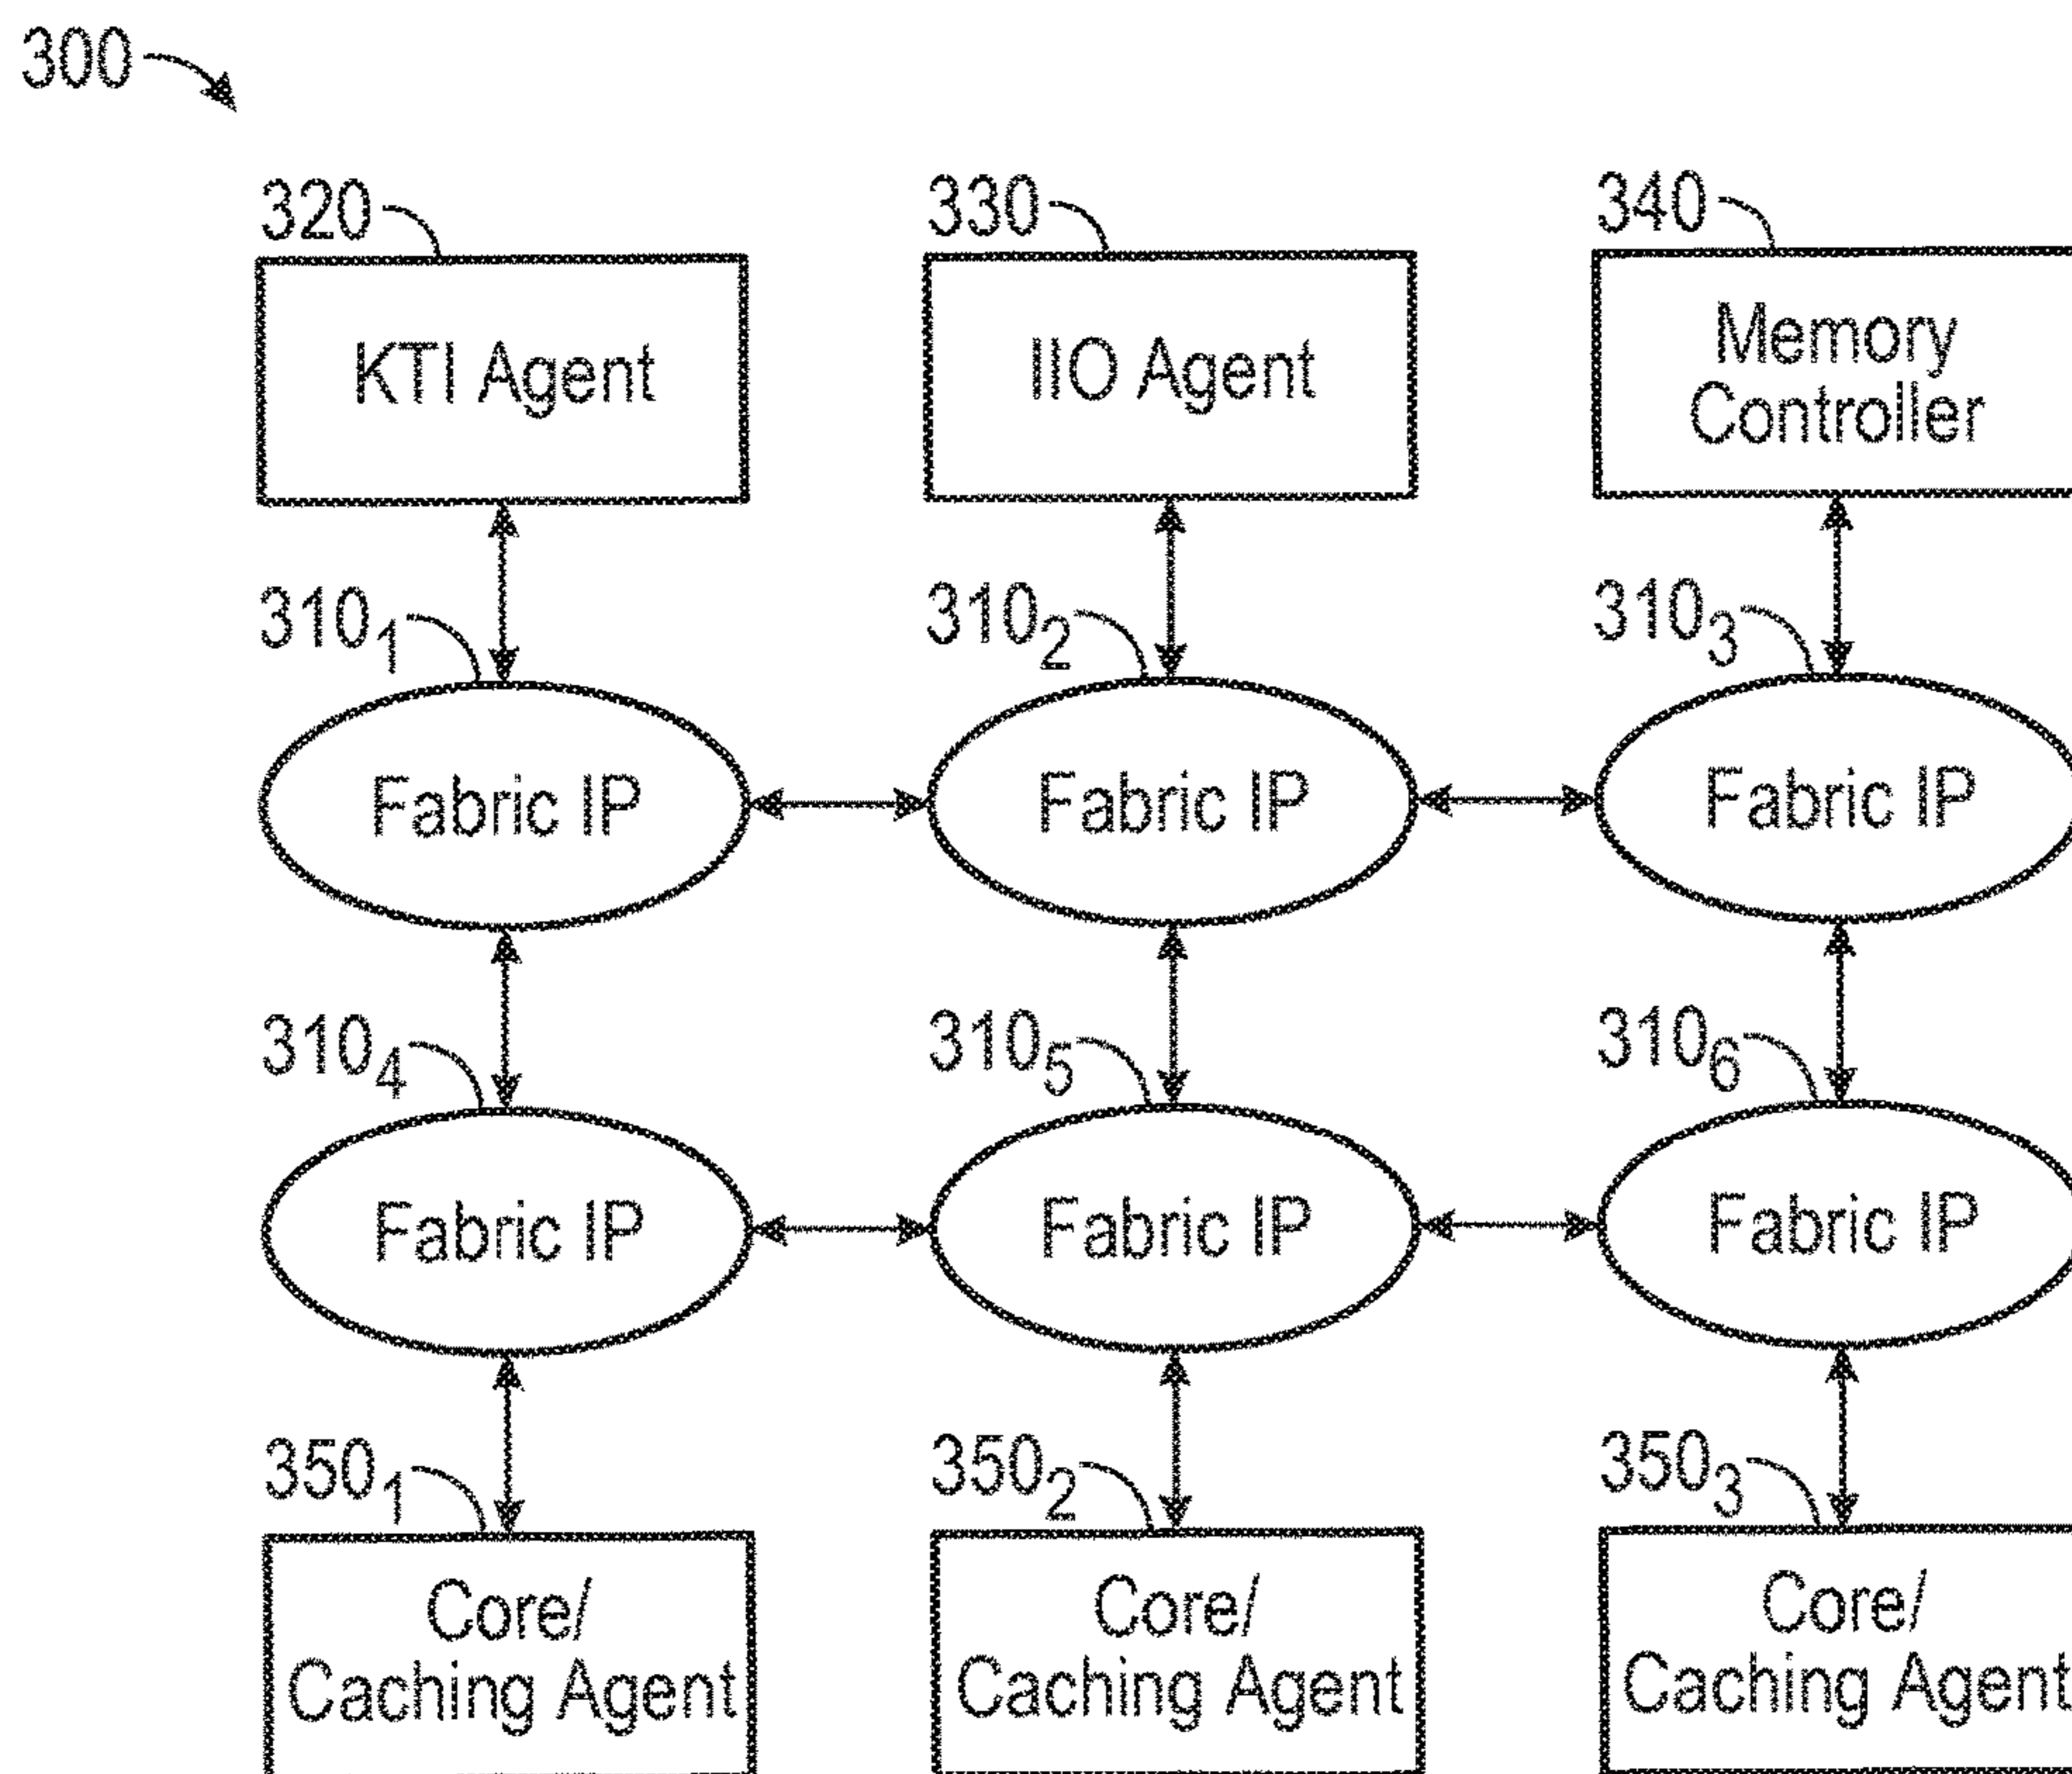 300
320
330
340
KTI Agent
IIO Agent
Memory
Controller
310₁
310₂
310₃
Fabric IP
Fabric IP
Fabric IP
310₄
310₅
310₆
Fabric IP
Fabric IP
Fabric IP
350₁
350₂
350₃
Core/
Caching Agent
Core/
Caching Agent
Core/
Caching Agent